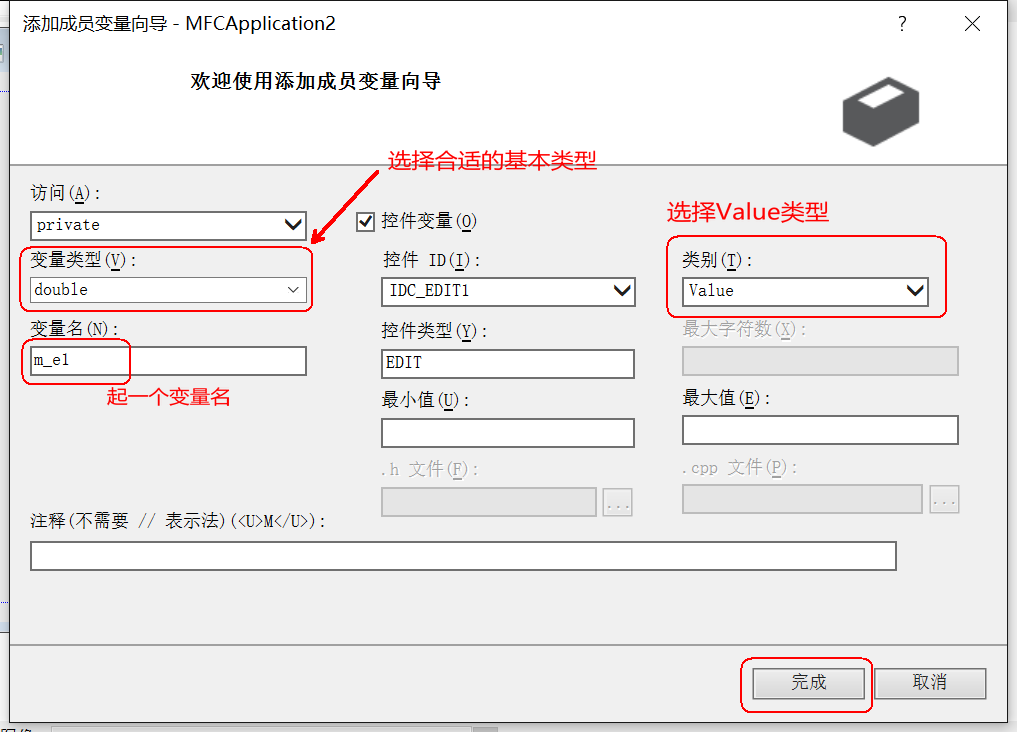 添加成员变量向导 - MFCApplication2
?
欢迎使用添加成员变量向导
选择合适的基本类型
访问(A):
private
控件变量(O)
选择Value类型
变量类型(V):
控件 ID(I):
类别(T):
double
IDC_EDIT1
Value
变量名(N):
控件类型(Y):
最大字符数(X):
m_e1
EDIT
起一个变量名
最小值(U):
最大值(E):
.h 文件(F):
.cpp 文件(P):
...
...
注释(不需要 // 表示法)(<U>M</U>):
完成
取消